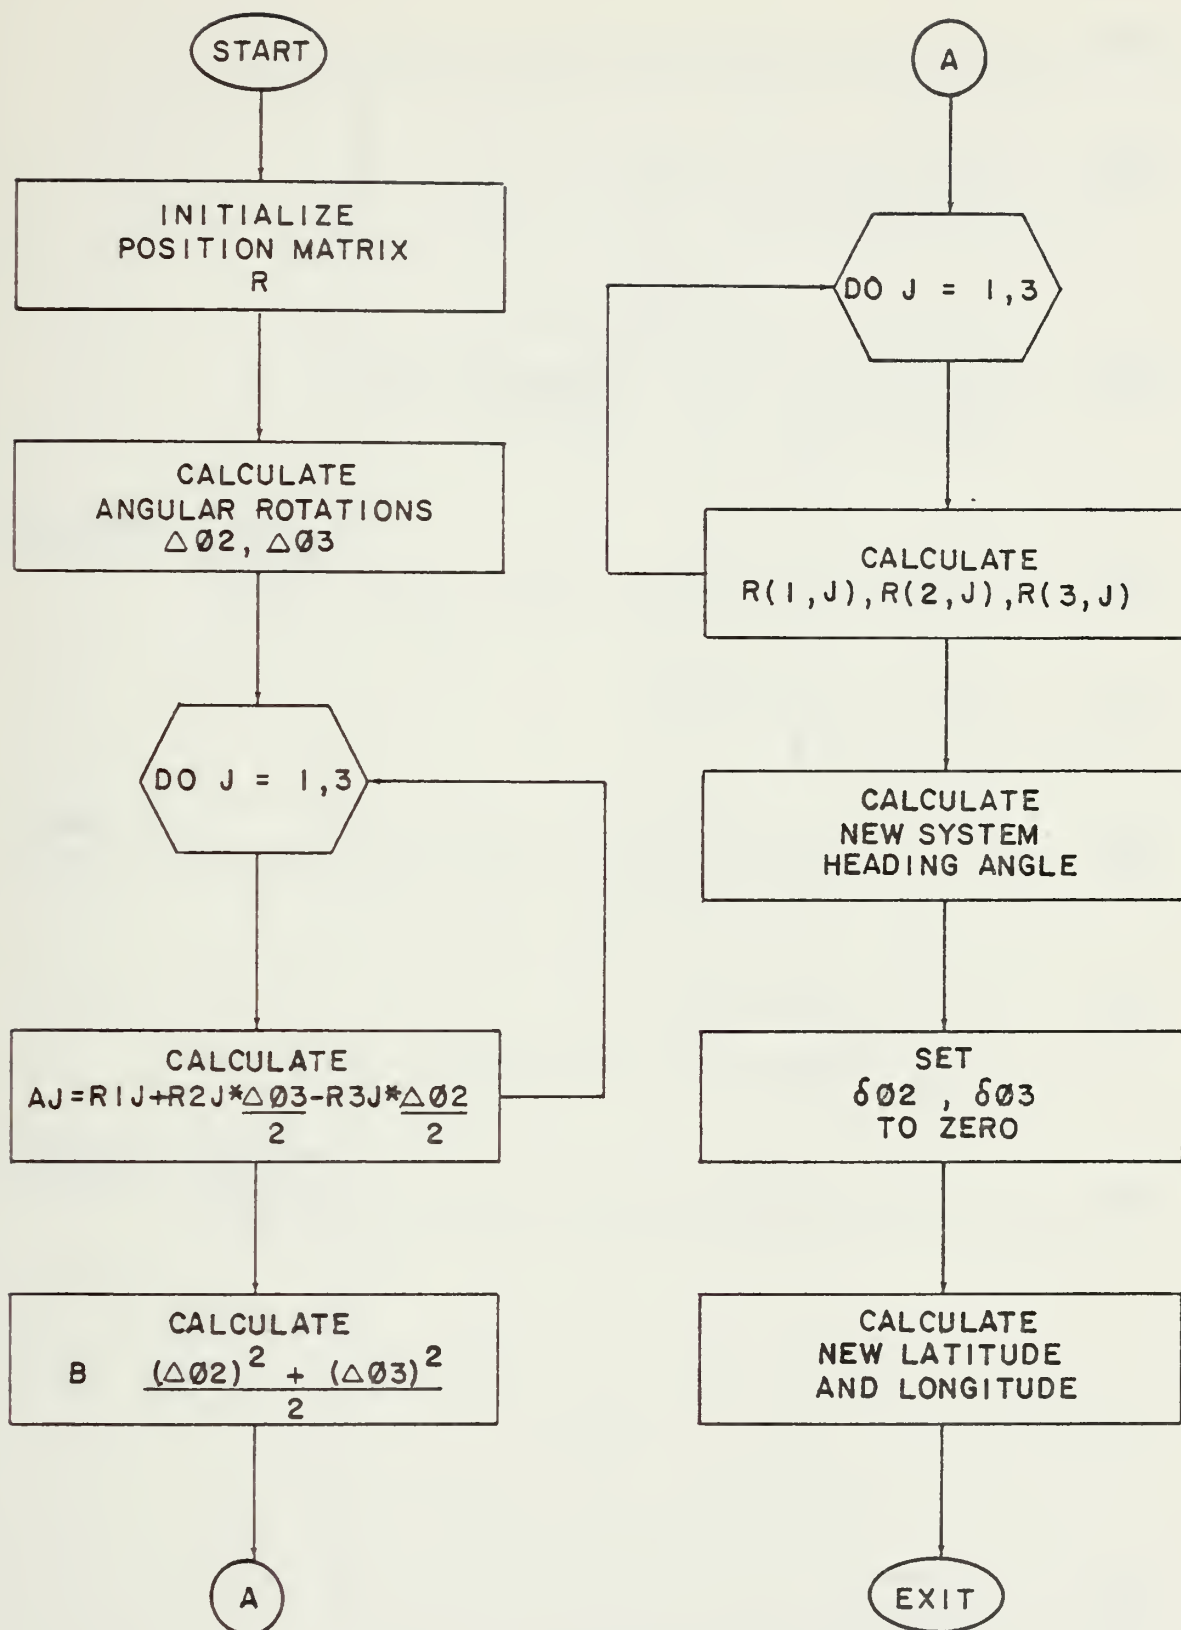 START
INITIALIZE
POSITION MATRIX
R
CALCULATE
ANGULAR ROTATIONS
△Ø2, △Ø3
DO J = 1,3
CALCULATE
AJ=R1J+R2J*△Ø3-R3J*△Ø2
2 2
CALCULATE
B (△Ø2)² + (△Ø3)²
2
A
A
DO J = 1,3
CALCULATE
R(1,J),R(2,J),R(3,J)
CALCULATE
NEW SYSTEM
HEADING ANGLE
SET
δØ2 , δØ3
TO ZERO
CALCULATE
NEW LATITUDE
AND LONGITUDE
EXIT